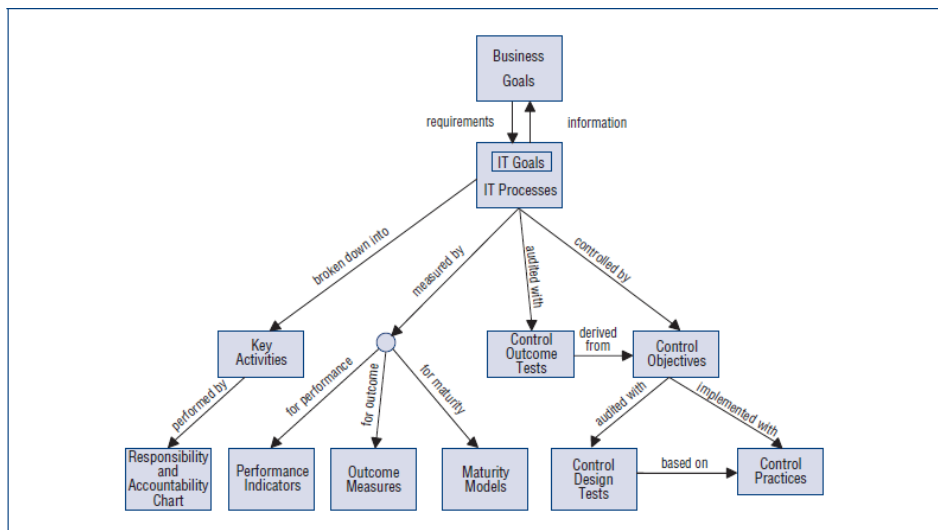 Business
Goals
requirements
information
IT Goals
IT Processes
broken down into
measured by
audited with
controlled by
Key
Activities
Control
Outcome
Tests
derived
from
Control
Objectives
performed by
for performance
for outcome
for maturity
audited with
implemented with
Responsibility
and
Accountability
Chart
Performance
Indicators
Outcome
Measures
Maturity
Models
Control
Design
Tests
based on
Control
Practices